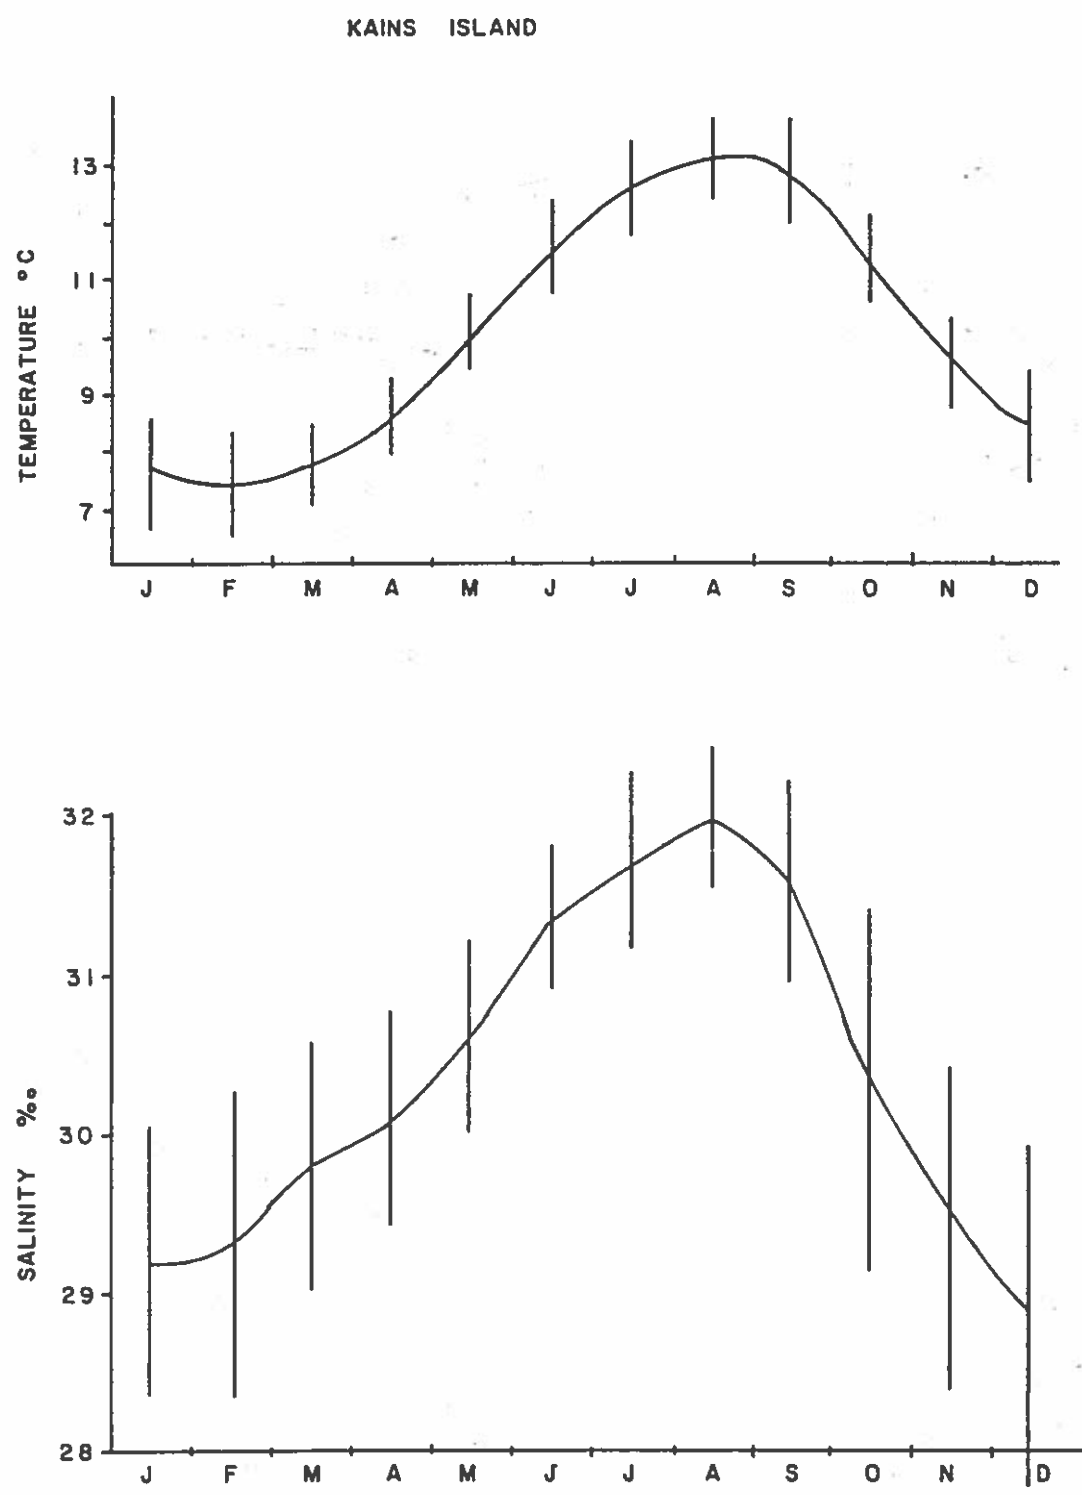 KAINS ISLAND
TEMPERATURE °C
13
11
9
7
J F M A M J J A S O N D
SALINITY ‰
32
31
30
29
28
J F M A M J J A S O N D